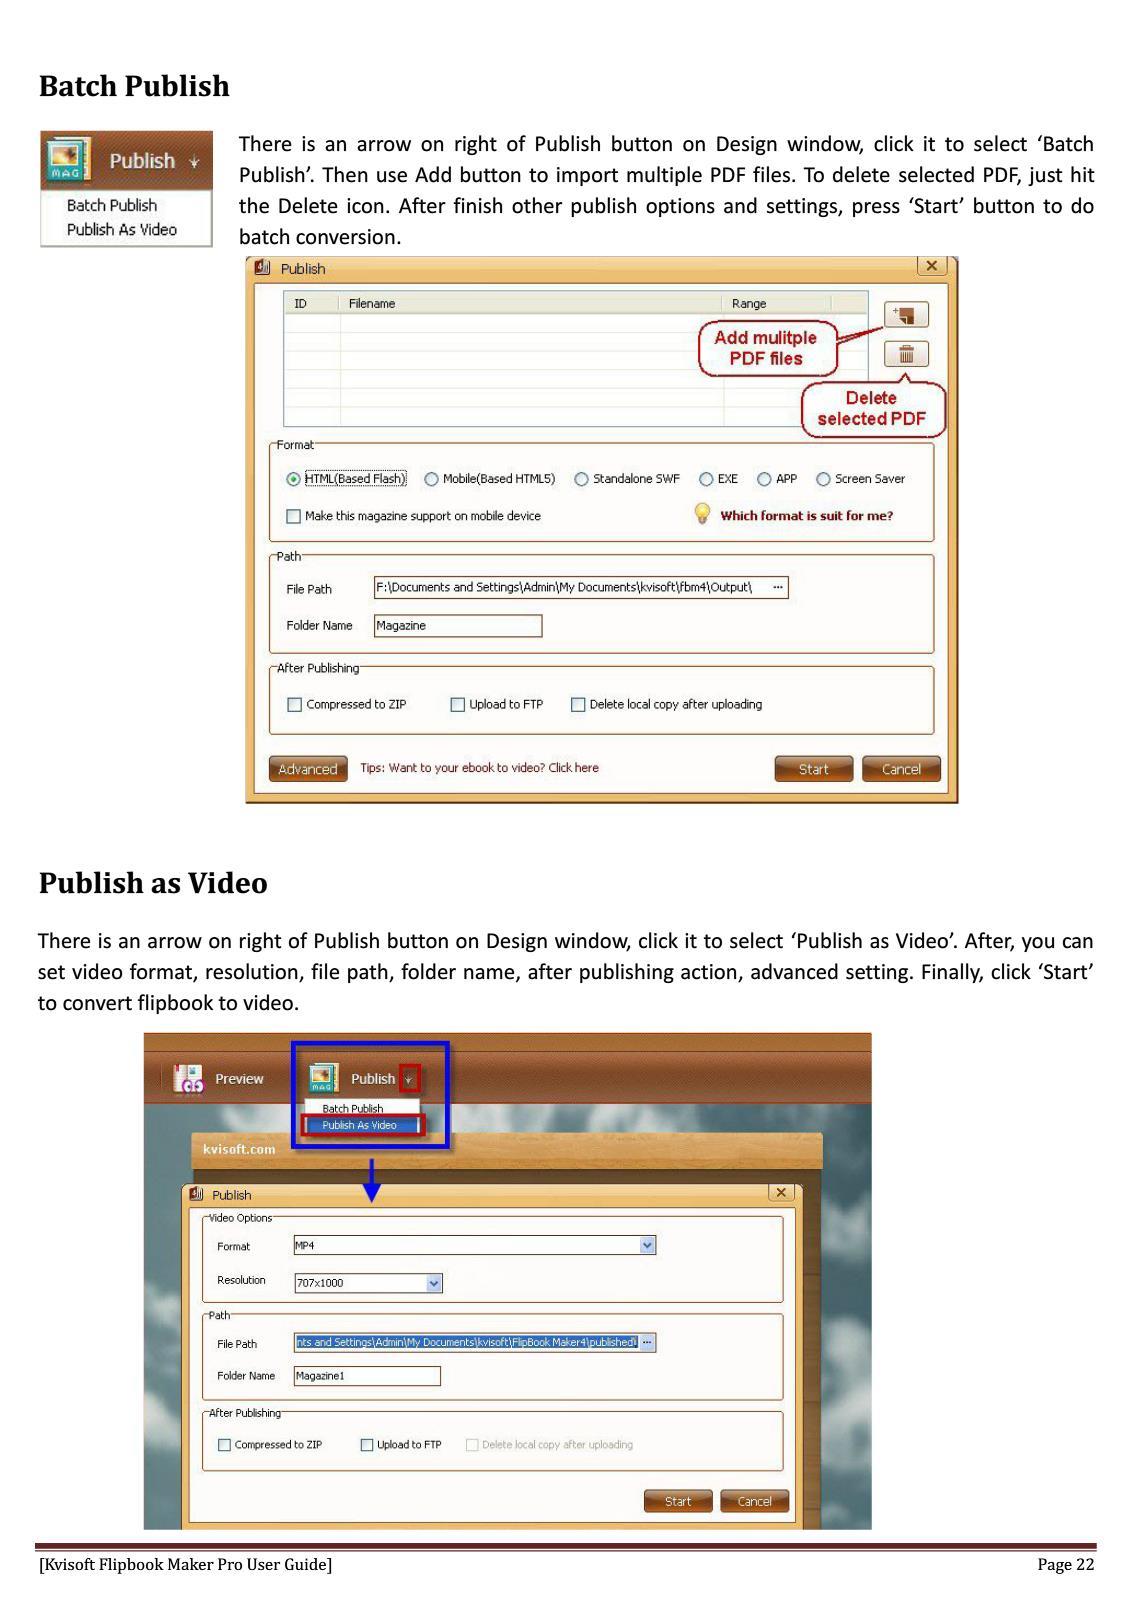 Batch Publish
MAG
Publish
Batch Publish
Publish As Video
There is an arrow on right of Publish button on Design window, click it to select ‘Batch
Publish’. Then use Add button to import multiple PDF files. To delete selected PDF, just hit
the Delete icon. After finish other publish options and settings, press ‘Start’ button to do
batch conversion.
Publish
ID Filename Range
Add mulitple
PDF files
Delete
selected PDF
Format
HTML(Based Flash) Mobile(Based HTML5) Standalone SWF EXE APP Screen Saver
Make this magazine support on mobile device Which format is suit for me?
Path
File Path F:\Documents and Settings\Admin\My Documents\kvisoft\fbm4\Output\ ...
Folder Name Magazine
After Publishing
Compressed to ZIP Upload to FTP Delete local copy after uploading
Advanced Tips: Want to your ebook to video? Click here Start Cancel
Publish as Video
There is an arrow on right of Publish button on Design window, click it to select ‘Publish as Video’. After, you can
set video format, resolution, file path, folder name, after publishing action, advanced setting. Finally, click ‘Start’
to convert flipbook to video.
Preview MAG Publish
Batch Publish
Publish As Video
kvisoft.com
Publish
Video Options
Format MP4
Resolution 707x1000
Path
File Path nts and Settings\Admin\My Documents\kvisoft\FlipBook Maker4\published\ ...
Folder Name Magazine1
After Publishing
Compressed to ZIP Upload to FTP Delete local copy after uploading
Start Cancel
[Kvisoft Flipbook Maker Pro User Guide] Page 22